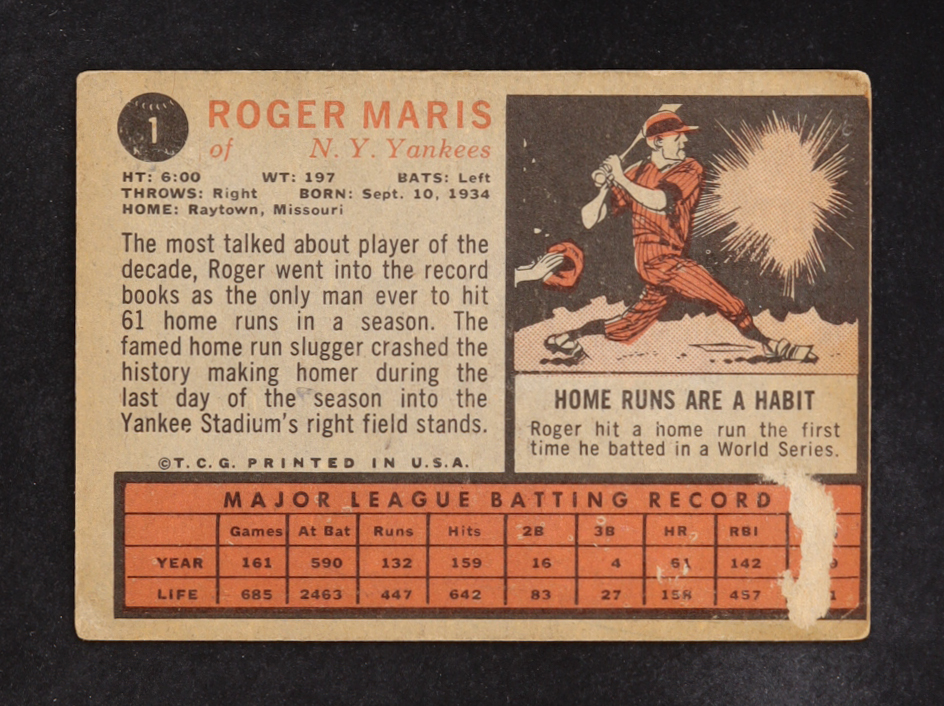 1
ROGER MARIS
of N. Y. Yankees
HT: 6:00 WT: 197 BATS: Left
THROWS: Right BORN: Sept. 10, 1934
HOME: Raytown, Missouri
The most talked about player of the
decade, Roger went into the record
books as the only man ever to hit
61 home runs in a season. The
famed home run slugger crashed the
history making homer during the
last day of the season into the
Yankee Stadium's right field stands.
©T. C. G. PRINTED IN U. S. A.
HOME RUNS ARE A HABIT
Roger hit a home run the first
time he batted in a World Series.
MAJOR LEAGUE BATTING RECORD
Games At Bat Runs Hits 2B 3B HR RBI
YEAR 161 590 132 159 16 4 61 142
LIFE 685 2463 447 642 83 27 158 457